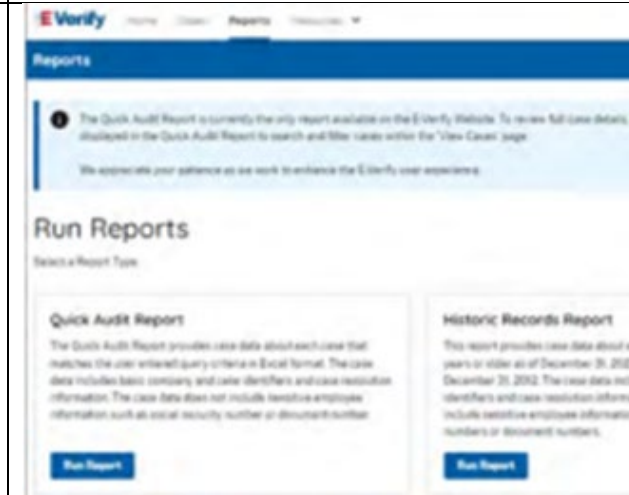 E-Verify Home Cases Reports Resources
Reports
The Quick Audit Report is currently the only report available on the E-Verify Website. To review full case details,
displayed in the Quick Audit Report to search and filter cases within the "View Cases" page.
We appreciate your patience as we work to enhance the E-Verify user experience.
Run Reports
Select a Report Type
Quick Audit Report
The Quick Audit Report provides case data about each case that
matches the user entered query criteria in Excel format. The case
data includes basic company and case identifiers and case resolution
information. The case data does not include sensitive employee
information such as social security number or document number.
Run Report
Historic Records Report
This report provides case data about
years or older as of December 31,
December 31, 2012. The case data
identifiers and case resolution
include sensitive employee information
numbers or document numbers.
Run Report